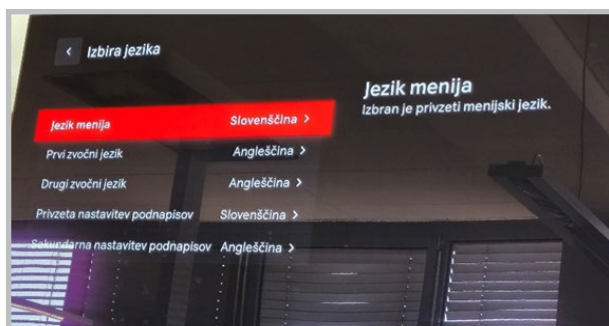 Izbira jezika
Jezik menija Slovenščina
Prvi zvočni jezik Angleščina
Drugi zvočni jezik Angleščina
Privzeta nastavitev podnapisov Slovenščina
Sekundarna nastavitev podnapisov Angleščina
Jezik menija
Izbran je privzeti menijski jezik.